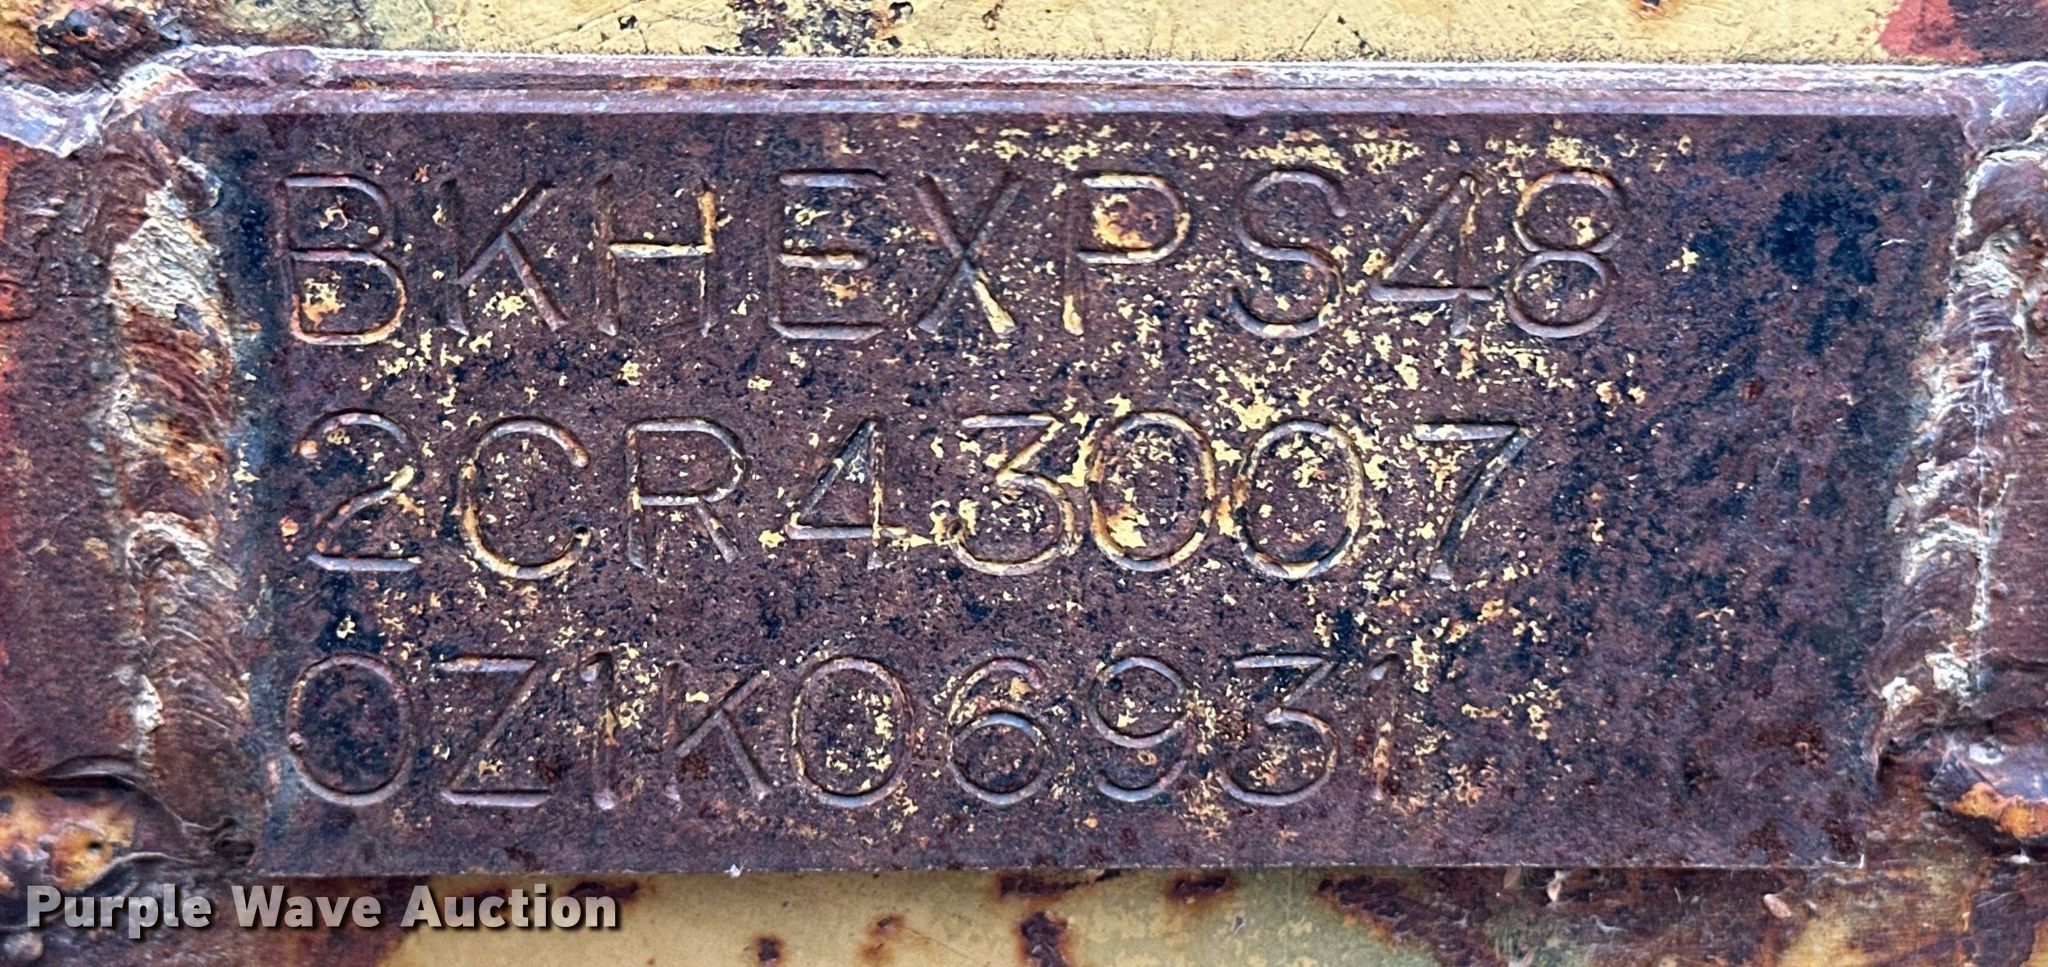 BKHEXPS48
2CR43007
0Z1K06931
Purple Wave Auction